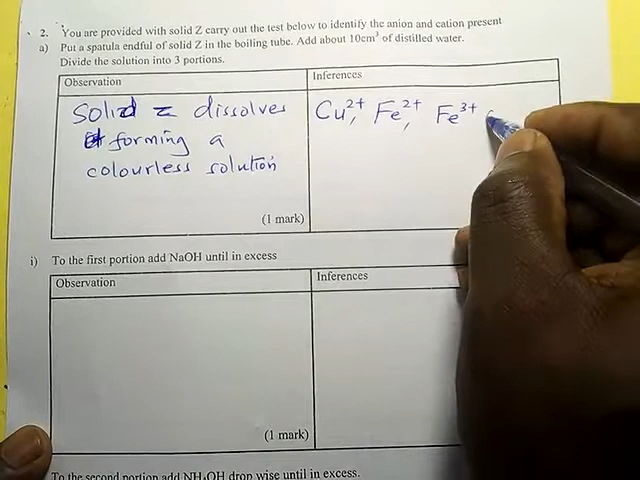 2. You are provided with solid Z carry out the test below to identify the anion and cation present
a) Put a spatula endful of solid Z in the boiling tube. Add about 10cm³ of distilled water.
Divide the solution into 3 portions.
Observation
Inferences
Solid Z dissolves
forming a
colourless solution
(1 mark)
Cu²⁺, Fe²⁺, Fe³⁺
i) To the first portion add NaOH until in excess
Observation
Inferences
(1 mark)
To the second portion add NH₄OH drop wise until in excess.